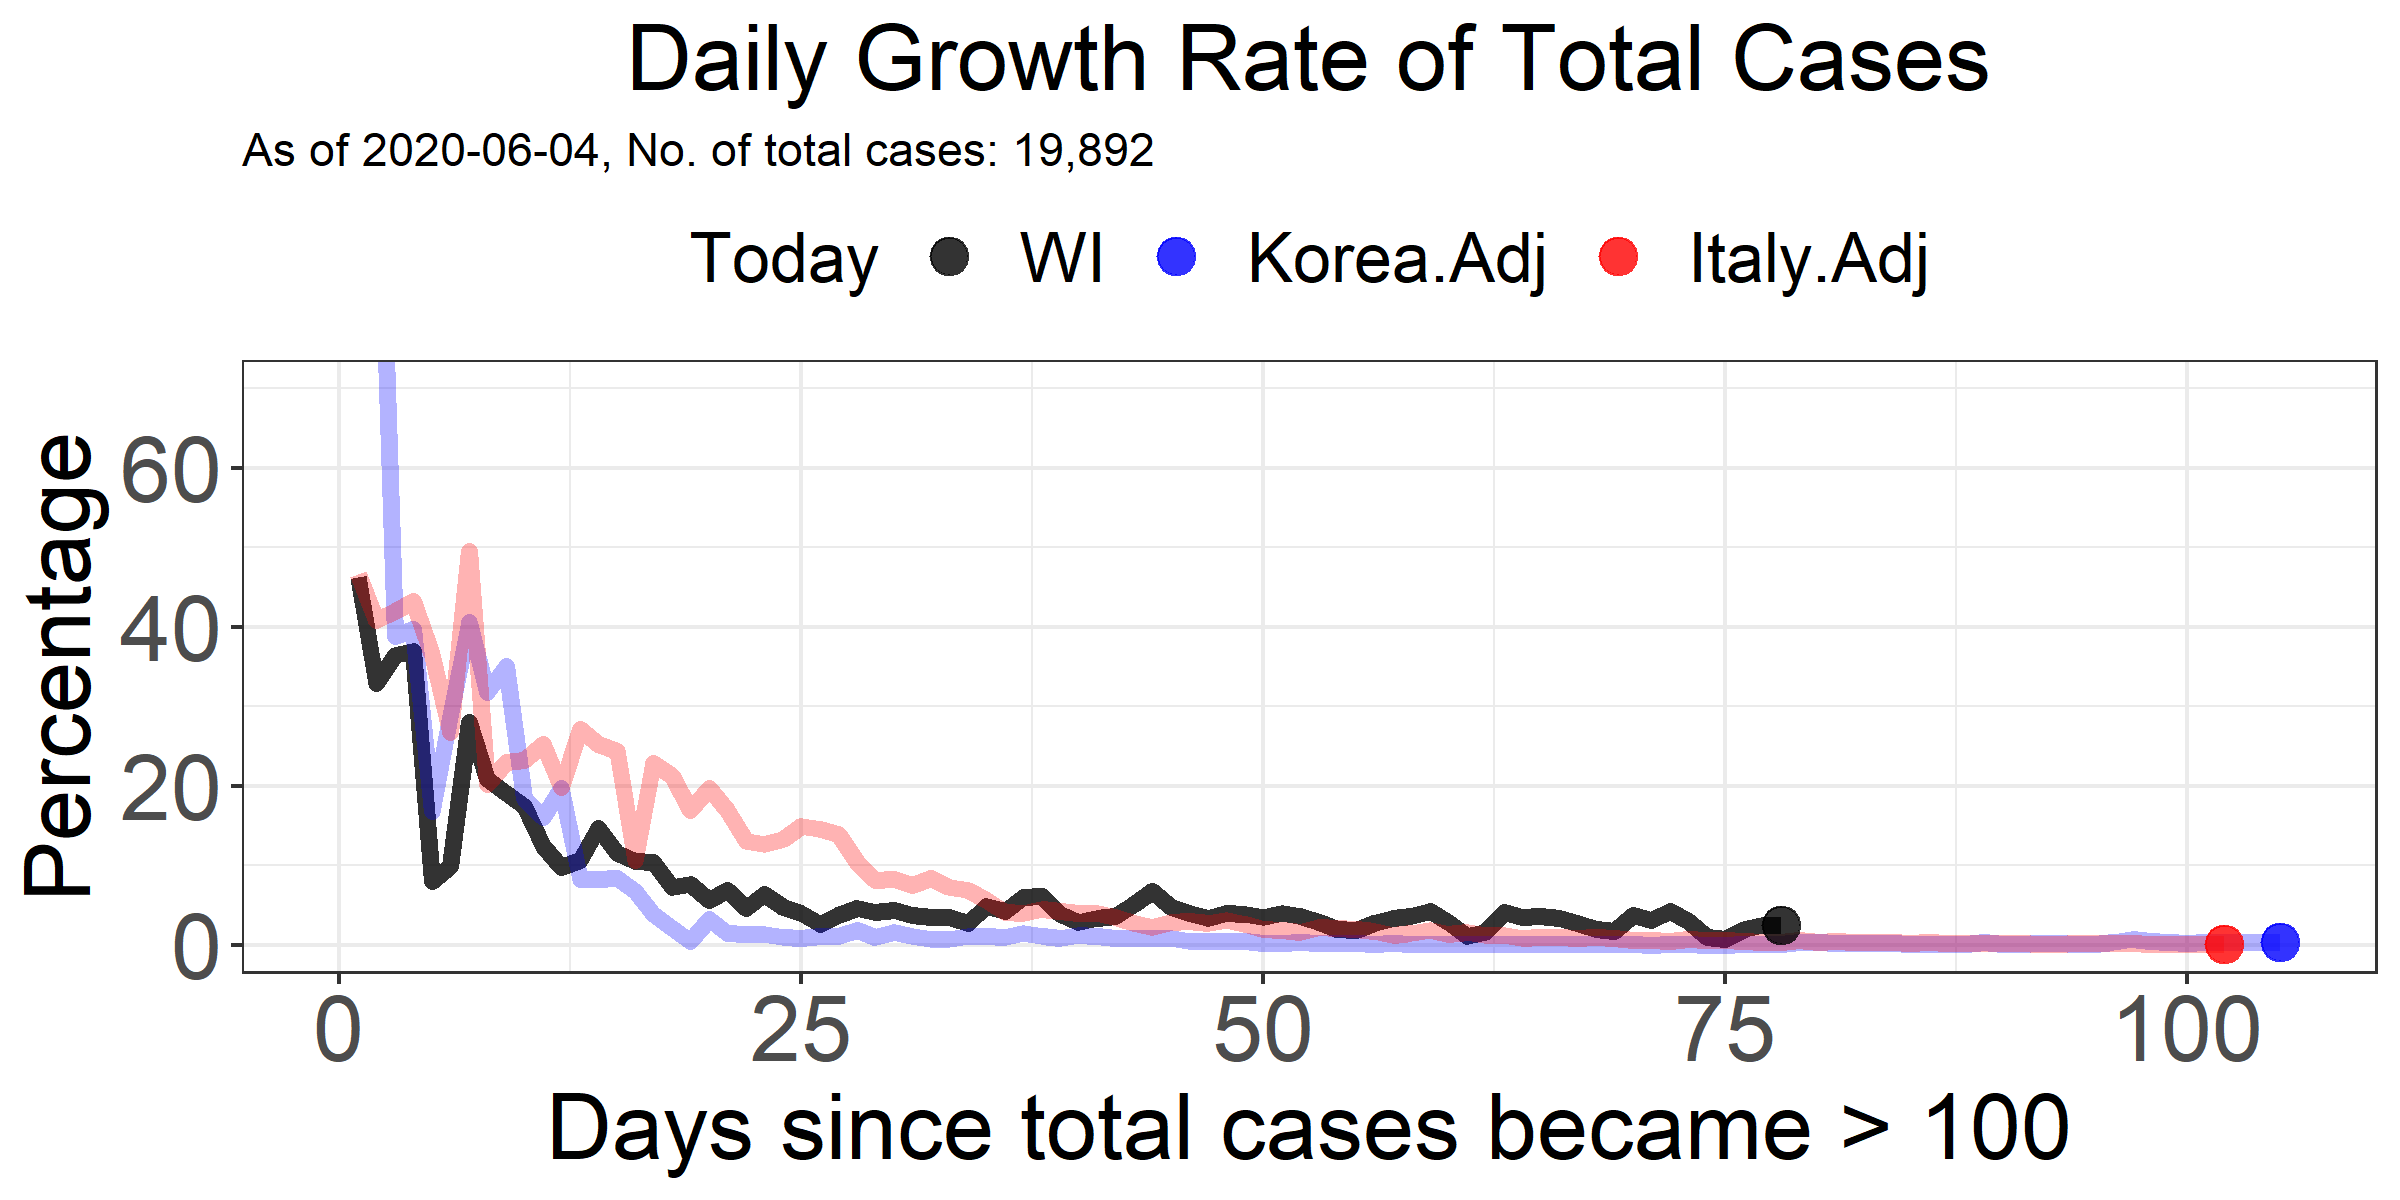 Daily Growth Rate of Total Cases
As of 2020-06-04, No. of total cases: 19,892
Today WI Korea.Adj Italy.Adj
Percentage
60
40
20
0
0 25 50 75 100
Days since total cases became > 100